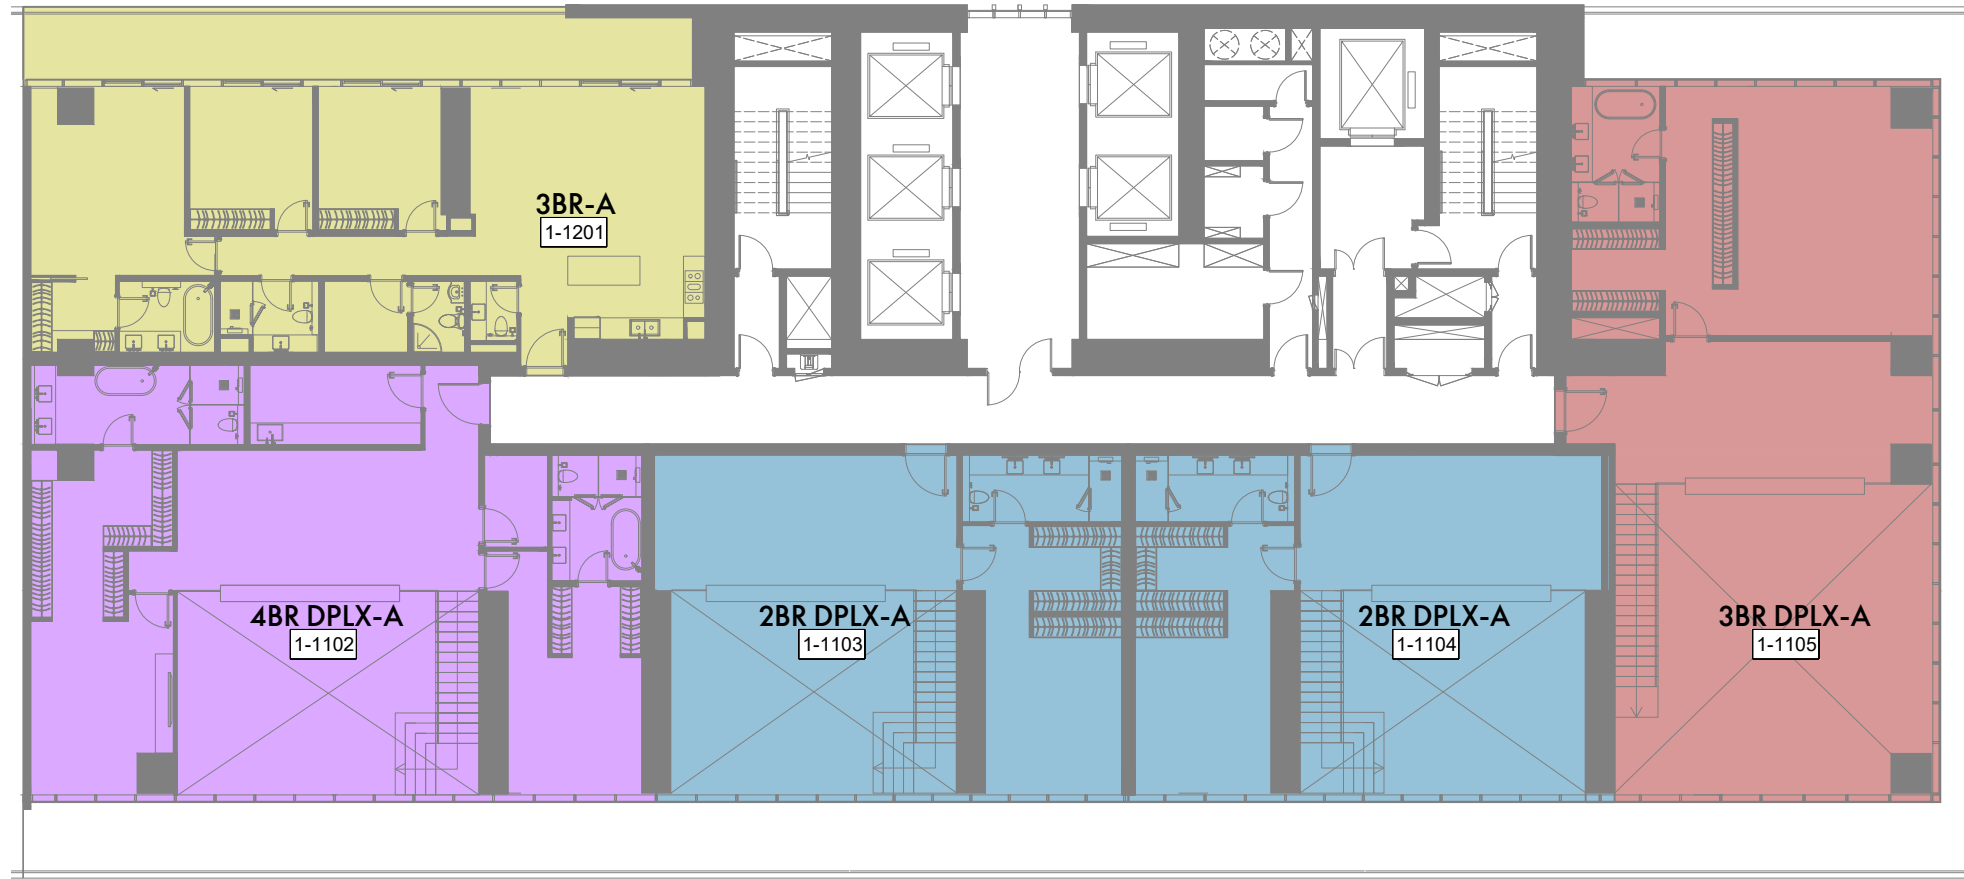 3BR-A
1-1201
4BR DPLX-A
1-1102
2BR DPLX-A
1-1103
2BR DPLX-A
1-1104
3BR DPLX-A
1-1105